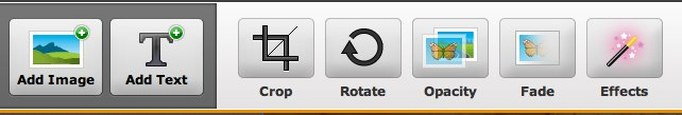 Add Image
Add Text
Crop
Rotate
Opacity
Fade
Effects